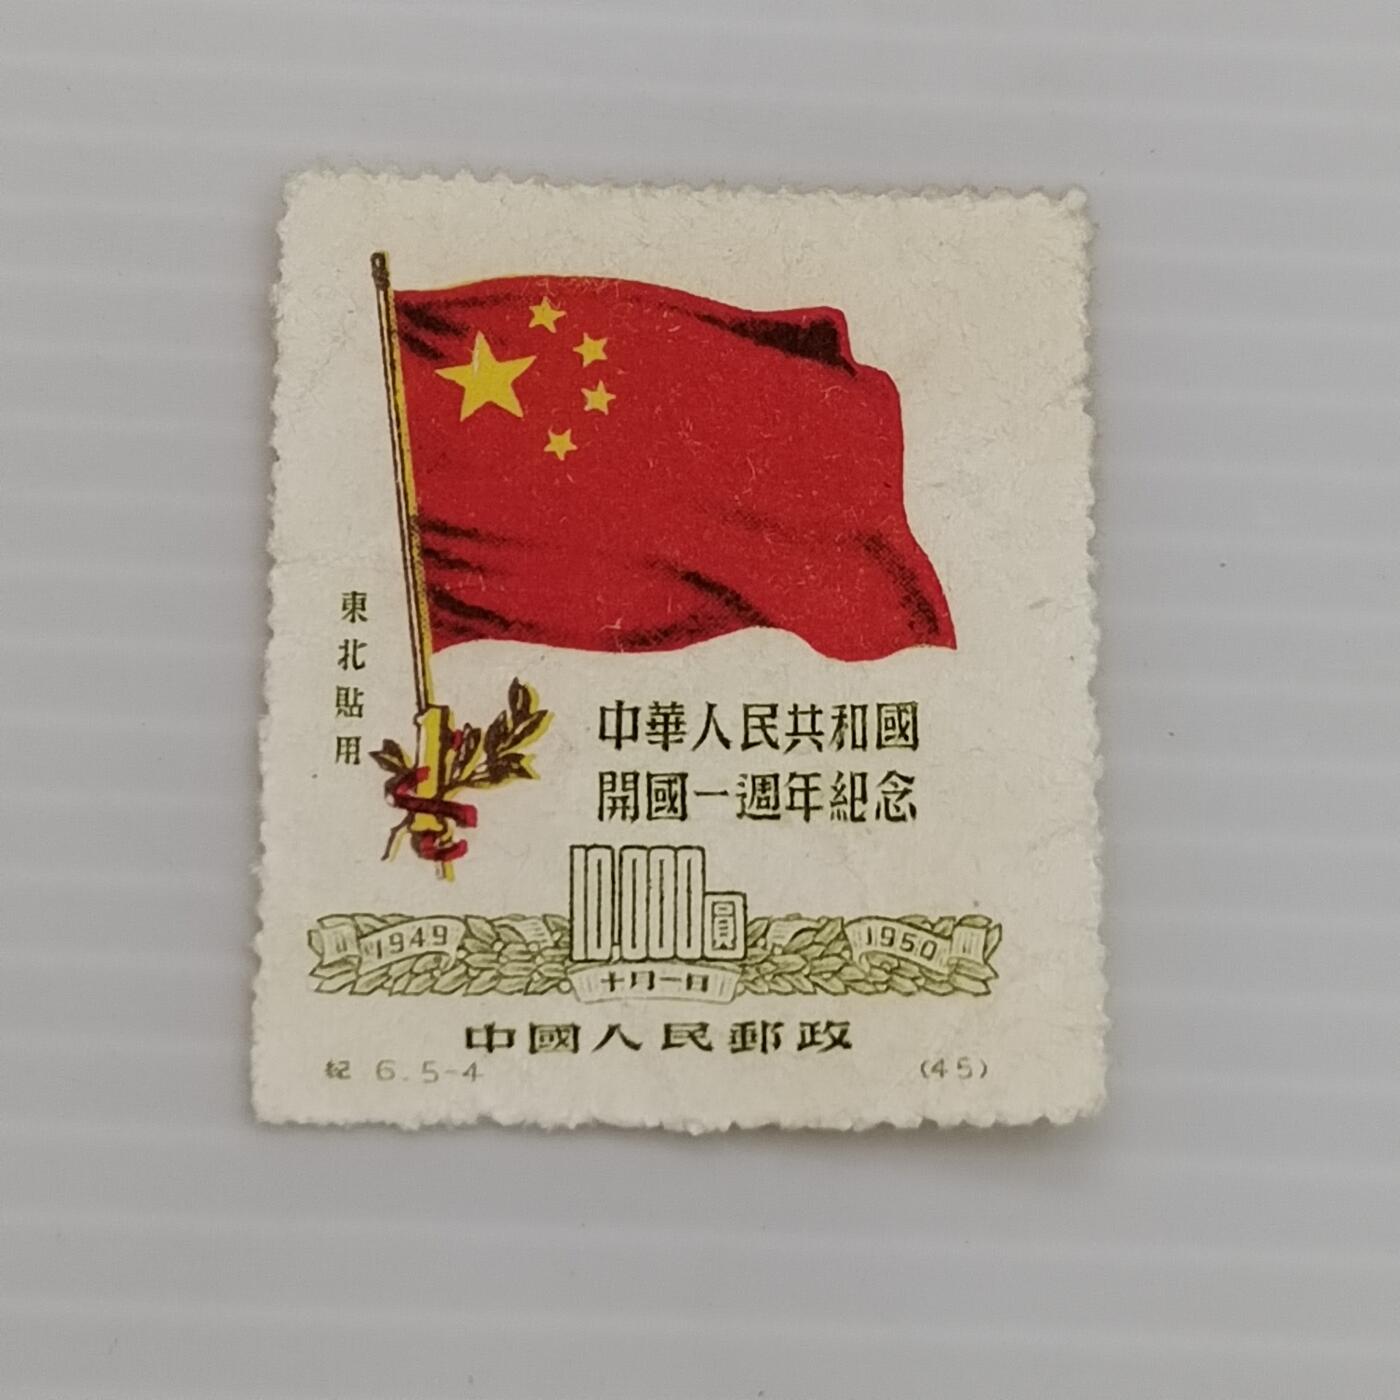 東北貼用
中華人民共和國
開國一週年紀念
10,000圓
1949
1950
十月一日
中國人民郵政
紀 6.5-4
(45)